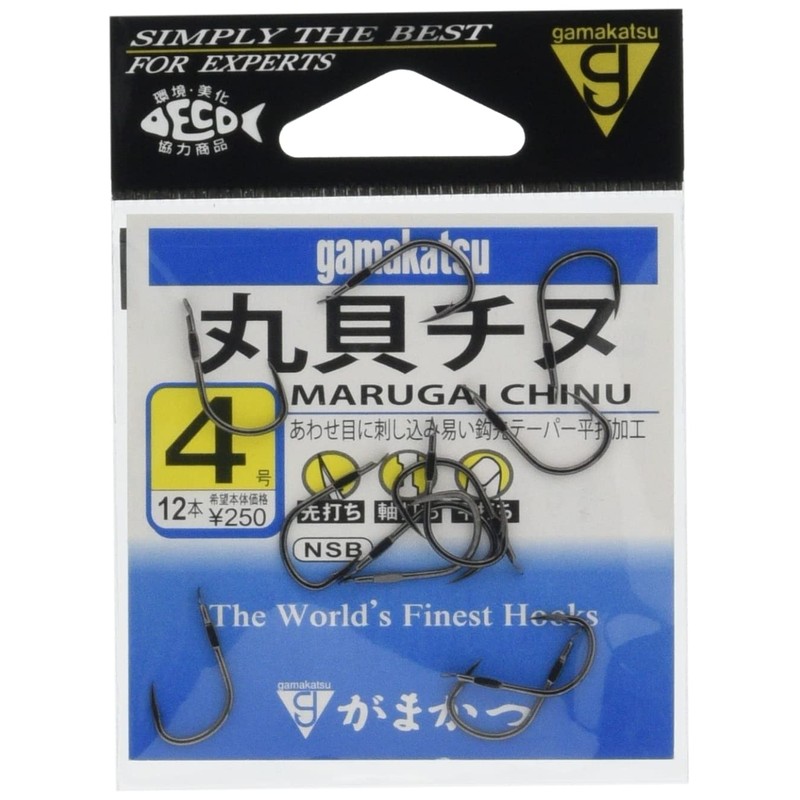 SIMPLY THE BEST
FOR EXPERTS
環境・美化
ECO
協力商品
gamakatsu
gamakatsu
丸貝チヌ
MARUGAI CHINU
あわせ目に刺し込み易い鈎先テーパー平打加工
4号
12本
希望本体価格
¥250
先打ち
軸打ち
NSB
The World's Finest Hooks
gamakatsu
がまかつ